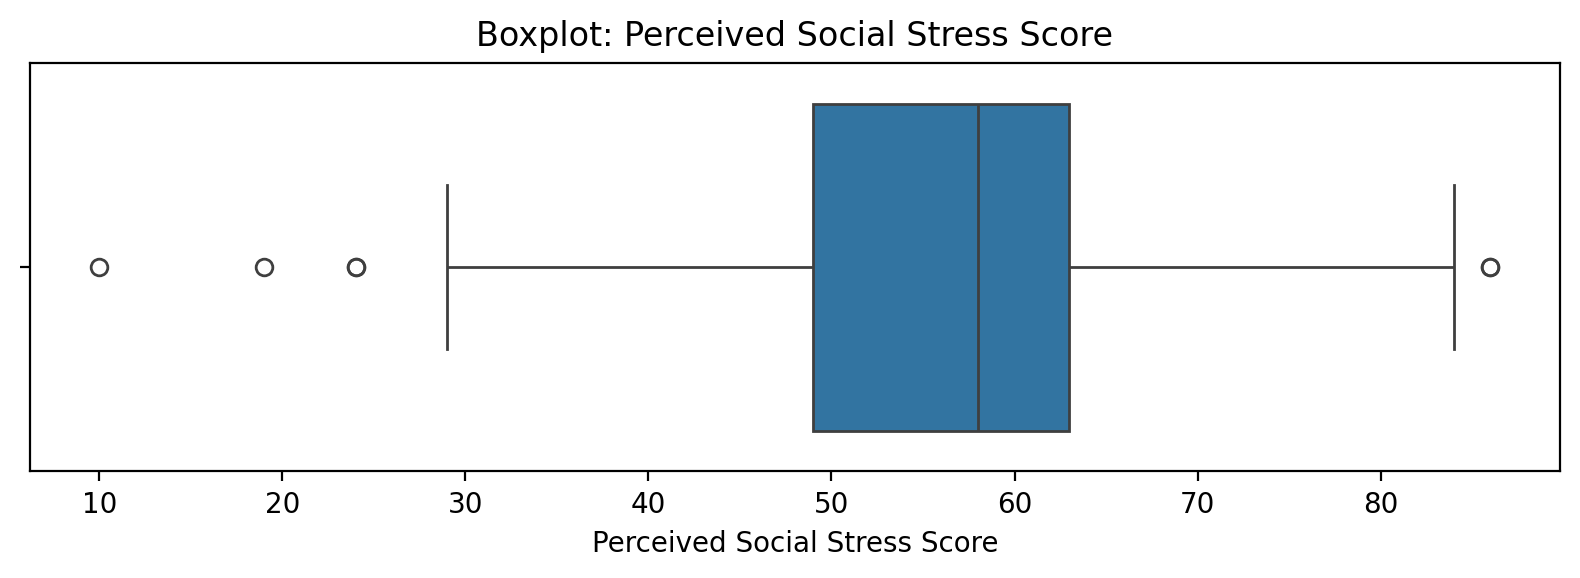 Boxplot: Perceived Social Stress Score
10 20 30 40 50 60 70 80
Perceived Social Stress Score